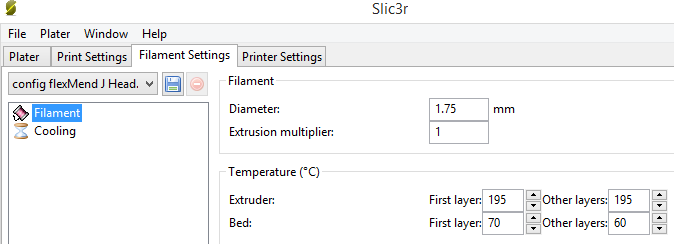 Slic3r
File Plater Window Help
Plater Print Settings Filament Settings Printer Settings
config flexMend J Head.
Filament
Cooling
Filament
Diameter: 1.75 mm
Extrusion multiplier: 1
Temperature (°C)
Extruder: First layer: 195 Other layers: 195
Bed: First layer: 70 Other layers: 60